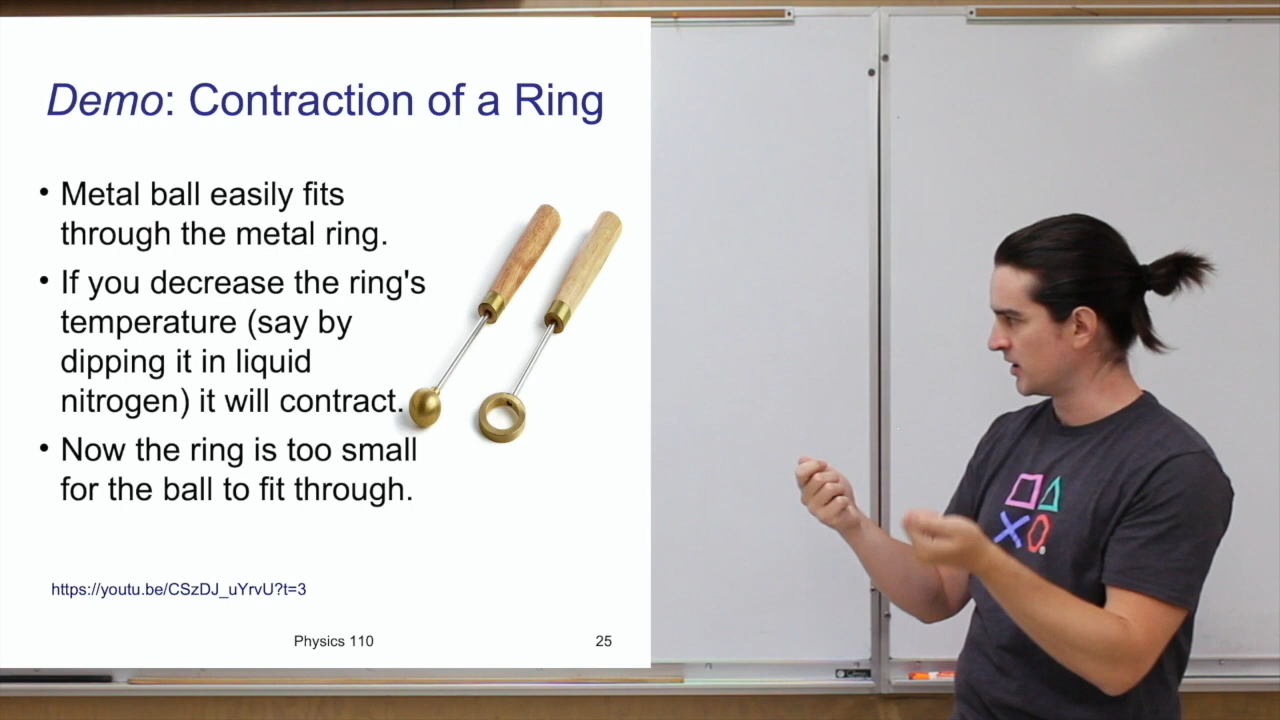 Demo: Contraction of a Ring
• Metal ball easily fits
through the metal ring.
• If you decrease the ring's
temperature (say by
dipping it in liquid
nitrogen) it will contract.
• Now the ring is too small
for the ball to fit through.
https://youtu.be/CSzDJ_uYrvU?t=3
Physics 110
25